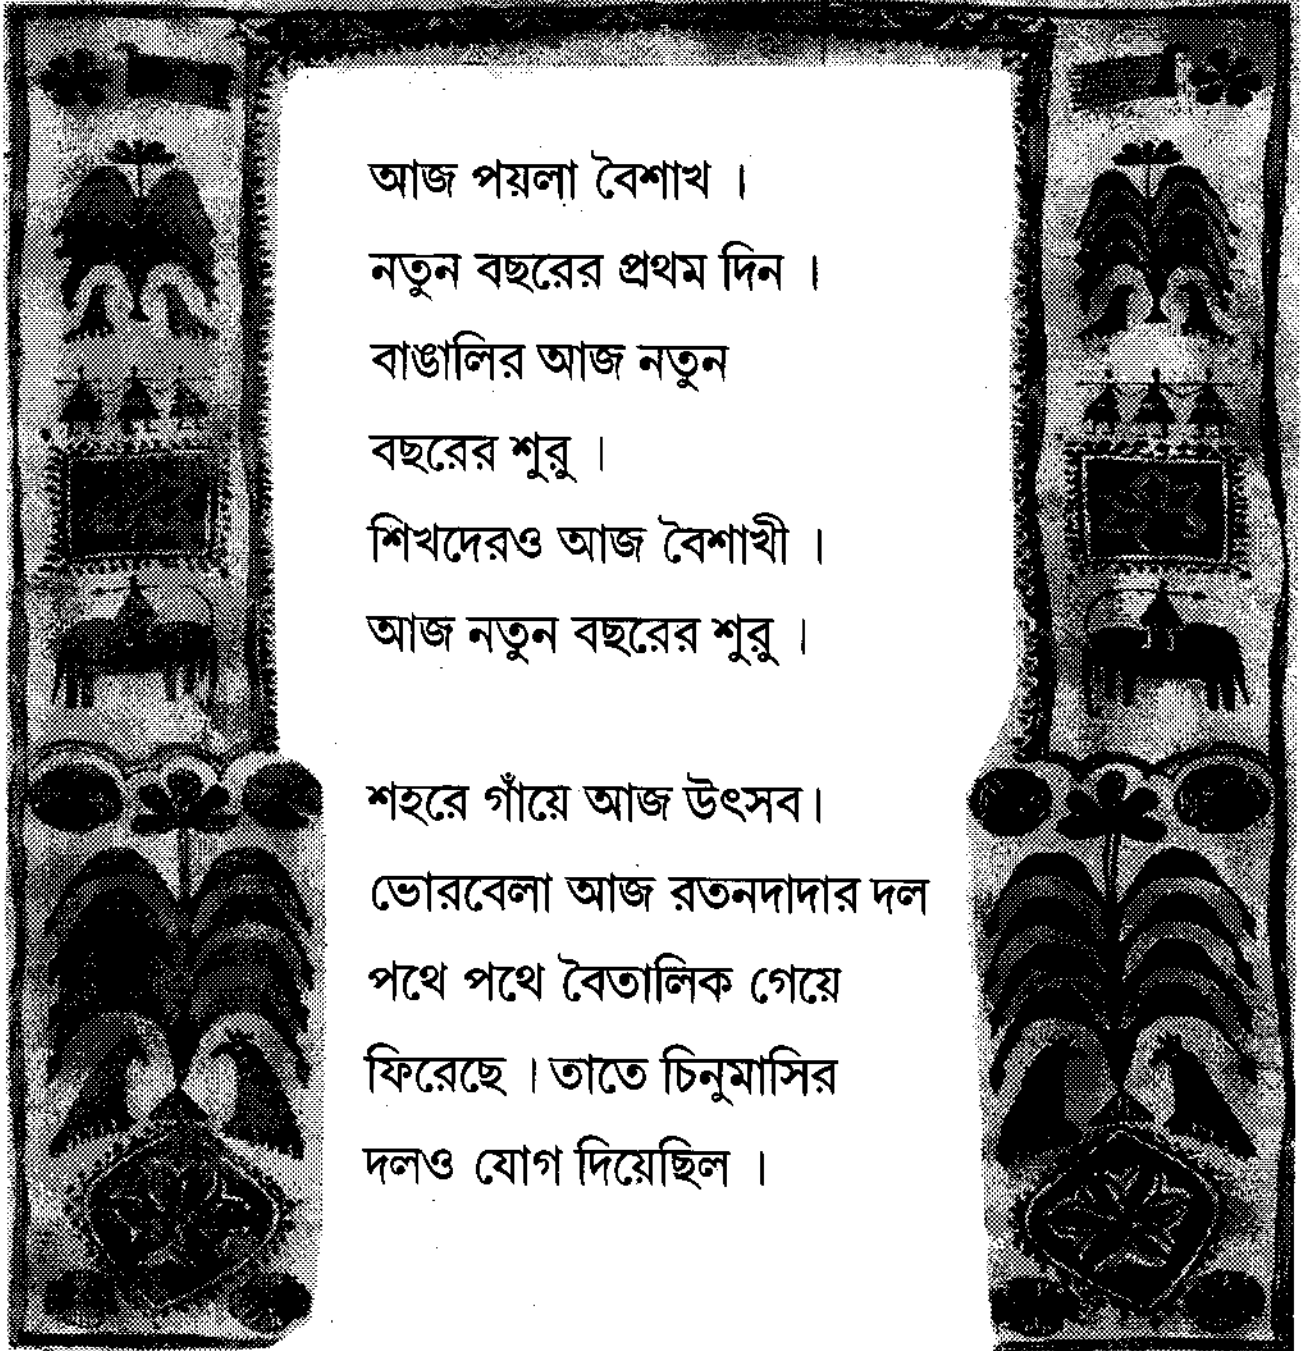 আজ পয়লা বৈশাখ ।
নতুন বছরের প্রথম দিন ।
বাঙালির আজ নতুন
বছরের শুরু ।
শিখদেরও আজ বৈশাখী ।
আজ নতুন বছরের শুরু ।
শহরে গাঁয়ে আজ উৎসব।
ভোরবেলা আজ রতনদাদার দল
পথে পথে বৈতালিক গেয়ে
ফিরেছে । তাতে চিনুমাসির
দলও যোগ দিয়েছিল ।